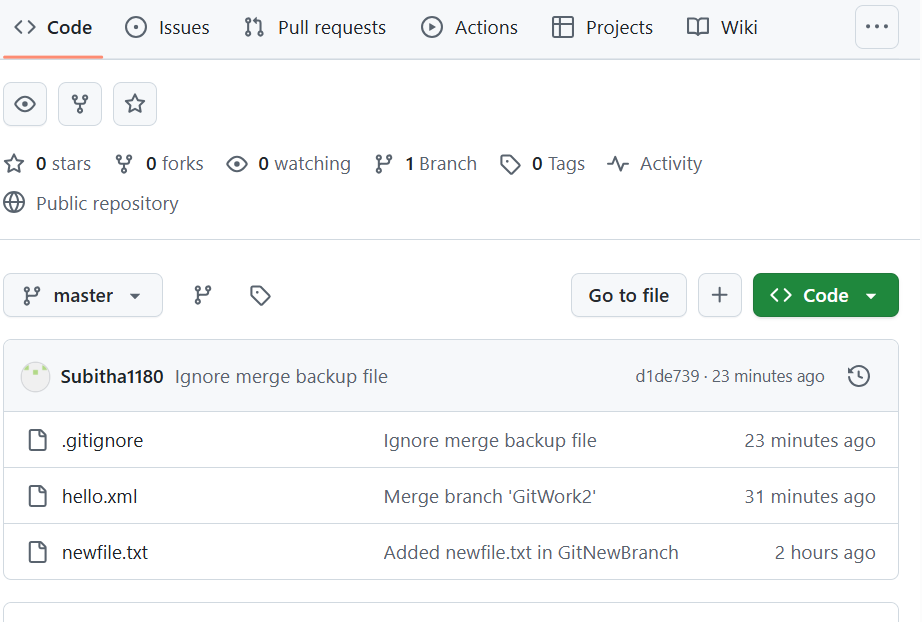 Code Issues Pull requests Actions Projects Wiki
0 stars 0 forks 0 watching 1 Branch 0 Tags Activity
Public repository
master Go to file Code
Subitha1180 Ignore merge backup file d1de739 · 23 minutes ago
.gitignore Ignore merge backup file 23 minutes ago
hello.xml Merge branch 'GitWork2' 31 minutes ago
newfile.txt Added newfile.txt in GitNewBranch 2 hours ago